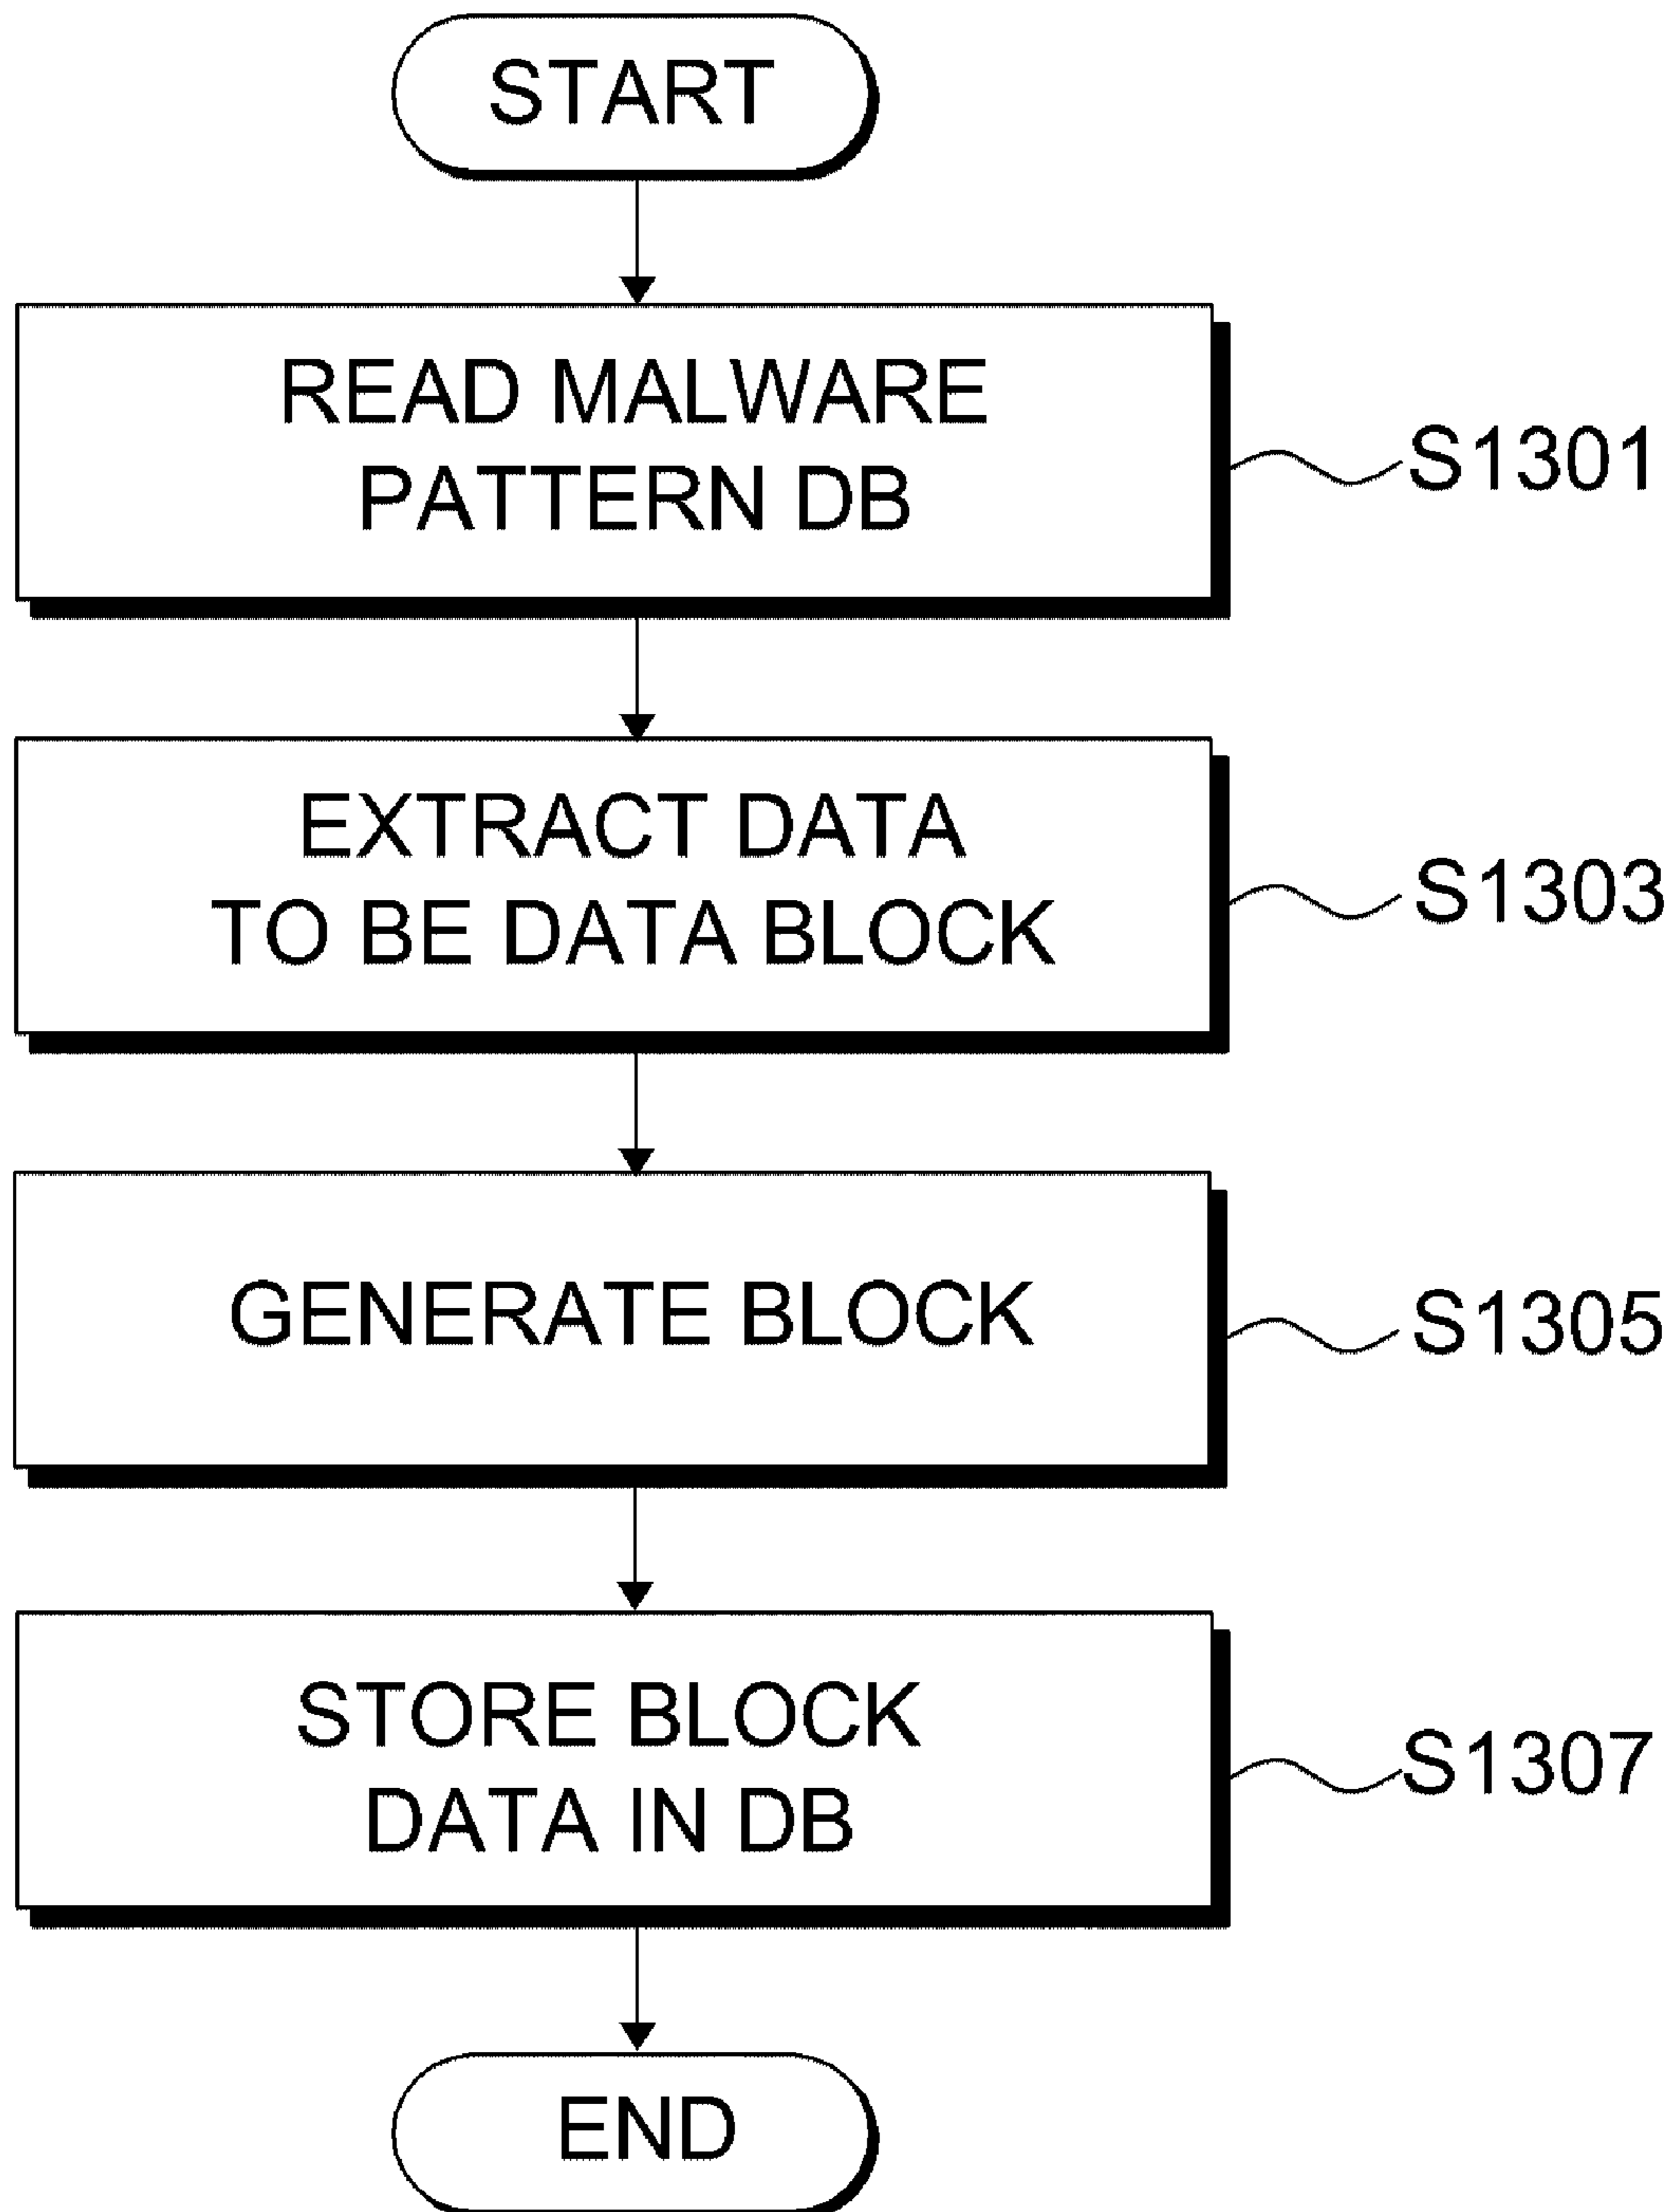 START
READ MALWARE
PATTERN DB
S1301
EXTRACT DATA
TO BE DATA BLOCK
S1303
GENERATE BLOCK
S1305
STORE BLOCK
DATA IN DB
S1307
END